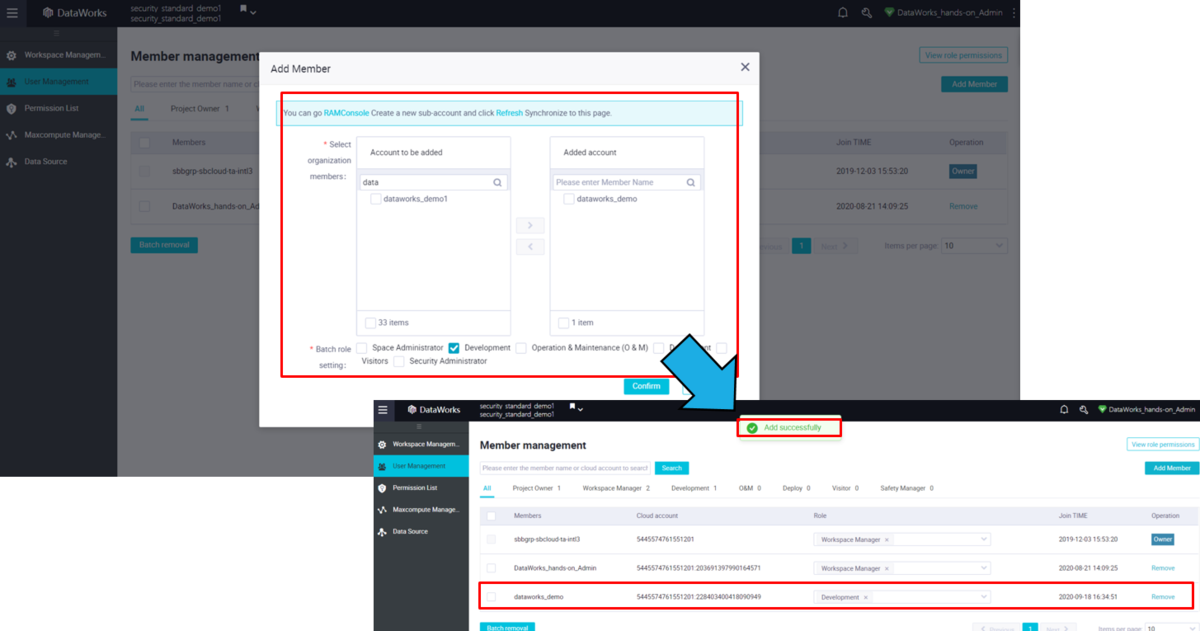 DataWorks
security standard demo1
security_standard_demo1
DataWorks_hands-on_Admin
Workspace Managem...
User Management
Permission List
Maxcompute Manage...
Data Source
Member management
View role permissions
Please enter the member name or cl
Add Member
All
Project Owner 1
Members
Join TIME
Operation
sbbgrp-sbcloud-ta-intl3
2019-12-03 15:53:20
Owner
DataWorks_hands-on_Ad
2020-08-21 14:09:25
Remove
Batch removal
1
Next
Items per page:
10
Add Member
You can go RAMConsole Create a new sub-account and click Refresh Synchronize to this page.
* Select
organization
members:
Account to be added
data
dataworks_demo1
33 items
Added account
Please enter Member Name
dataworks_demo
1 item
* Batch role
setting:
Space Administrator
Development
Operation & Maintenance (O & M)
Visitors
Security Administrator
Confirm
DataWorks
security standard demo1
security_standard_demo1
DataWorks_hands-on_Admin
Add successfully
Workspace Managem...
User Management
Permission List
Maxcompute Manage...
Data Source
Member management
View role permissions
Please enter the member name or cloud account to search
Search
Add Member
All
Project Owner 1
Workspace Manager 2
Development 1
O&M 0
Deploy 0
Visitor 0
Safety Manager 0
Members
Cloud account
Role
Join TIME
Operation
sbbgrp-sbcloud-ta-intl3
5445574761551201
Workspace Manager ×
2019-12-03 15:53:20
Owner
DataWorks_hands-on_Admin
5445574761551201:203691397990164571
Workspace Manager ×
2020-08-21 14:09:25
Remove
dataworks_demo
5445574761551201:228403400418090949
Development ×
2020-09-18 16:34:51
Remove
Batch removal
Previous
1
Next
Items per page:
10